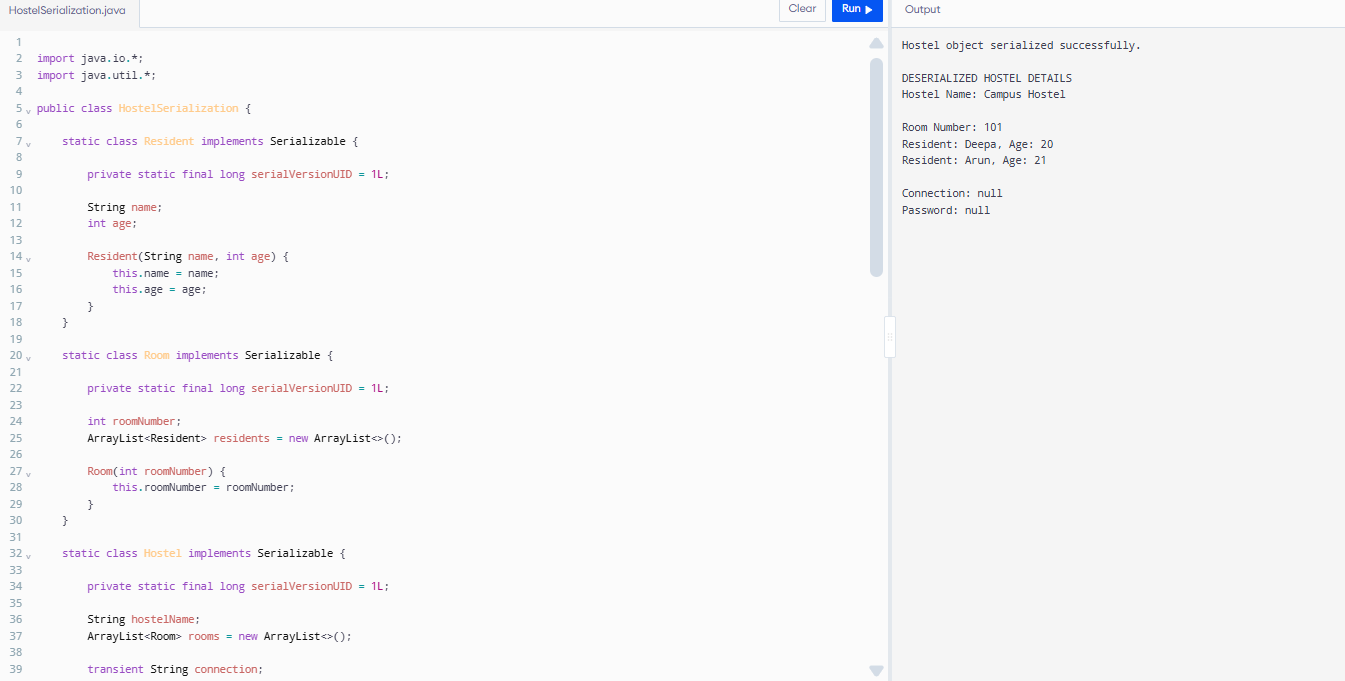 HostelSerialization.java
Clear
Run
Output
1
2 import java.io.*;
3 import java.util.*;
4
5 public class HostelSerialization {
6
7 static class Resident implements Serializable {
8
9 private static final long serialVersionUID = 1L;
10
11 String name;
12 int age;
13
14 Resident(String name, int age) {
15 this.name = name;
16 this.age = age;
17 }
18 }
19
20 static class Room implements Serializable {
21
22 private static final long serialVersionUID = 1L;
23
24 int roomNumber;
25 ArrayList<Resident> residents = new ArrayList<>();
26
27 Room(int roomNumber) {
28 this.roomNumber = roomNumber;
29 }
30 }
31
32 static class Hostel implements Serializable {
33
34 private static final long serialVersionUID = 1L;
35
36 String hostelName;
37 ArrayList<Room> rooms = new ArrayList<>();
38
39 transient String connection;
Hostel object serialized successfully.
DESERIALIZED HOSTEL DETAILS
Hostel Name: Campus Hostel
Room Number: 101
Resident: Deepa, Age: 20
Resident: Arun, Age: 21
Connection: null
Password: null